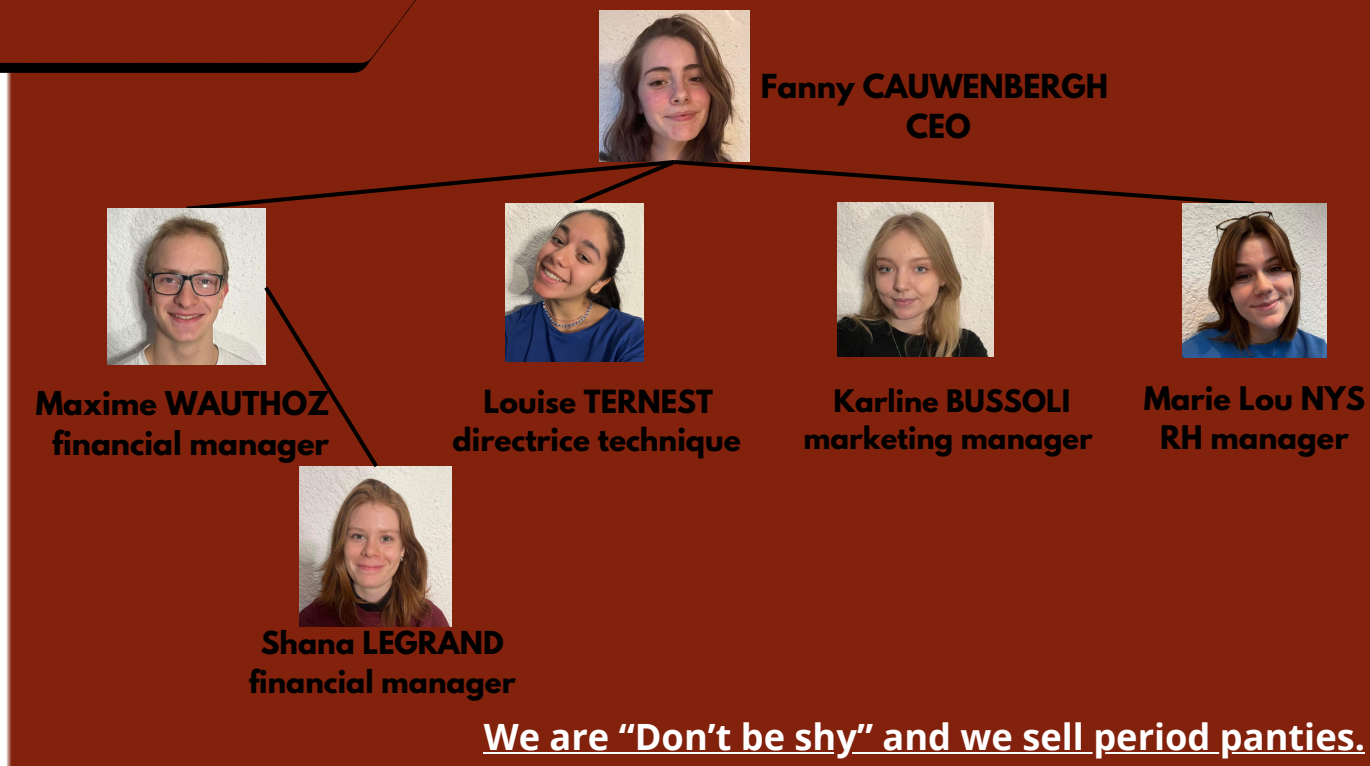 Fanny CAUWENBERGH
CEO
Maxime WAUTHOZ
financial manager
Louise TERNEST
directrice technique
Karline BUSSOLI
marketing manager
Marie Lou NYS
RH manager
Shana LEGRAND
financial manager
We are “Don’t be shy” and we sell period panties.